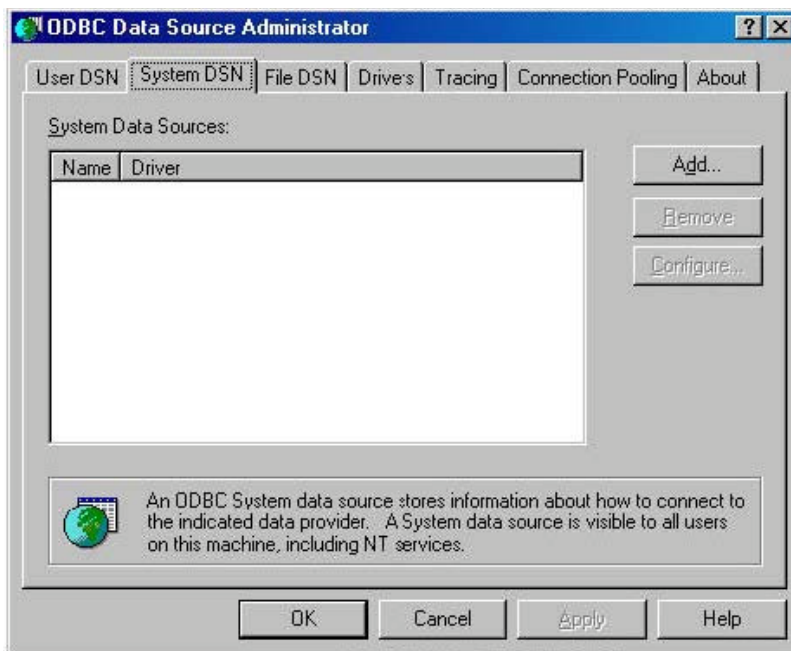 ODBC Data Source Administrator
User DSN System DSN File DSN Drivers Tracing Connection Pooling About
System Data Sources:
Name Driver
Add...
Remove
Configure...
An ODBC System data source stores information about how to connect to
the indicated data provider. A System data source is visible to all users
on this machine, including NT services.
OK Cancel Apply Help